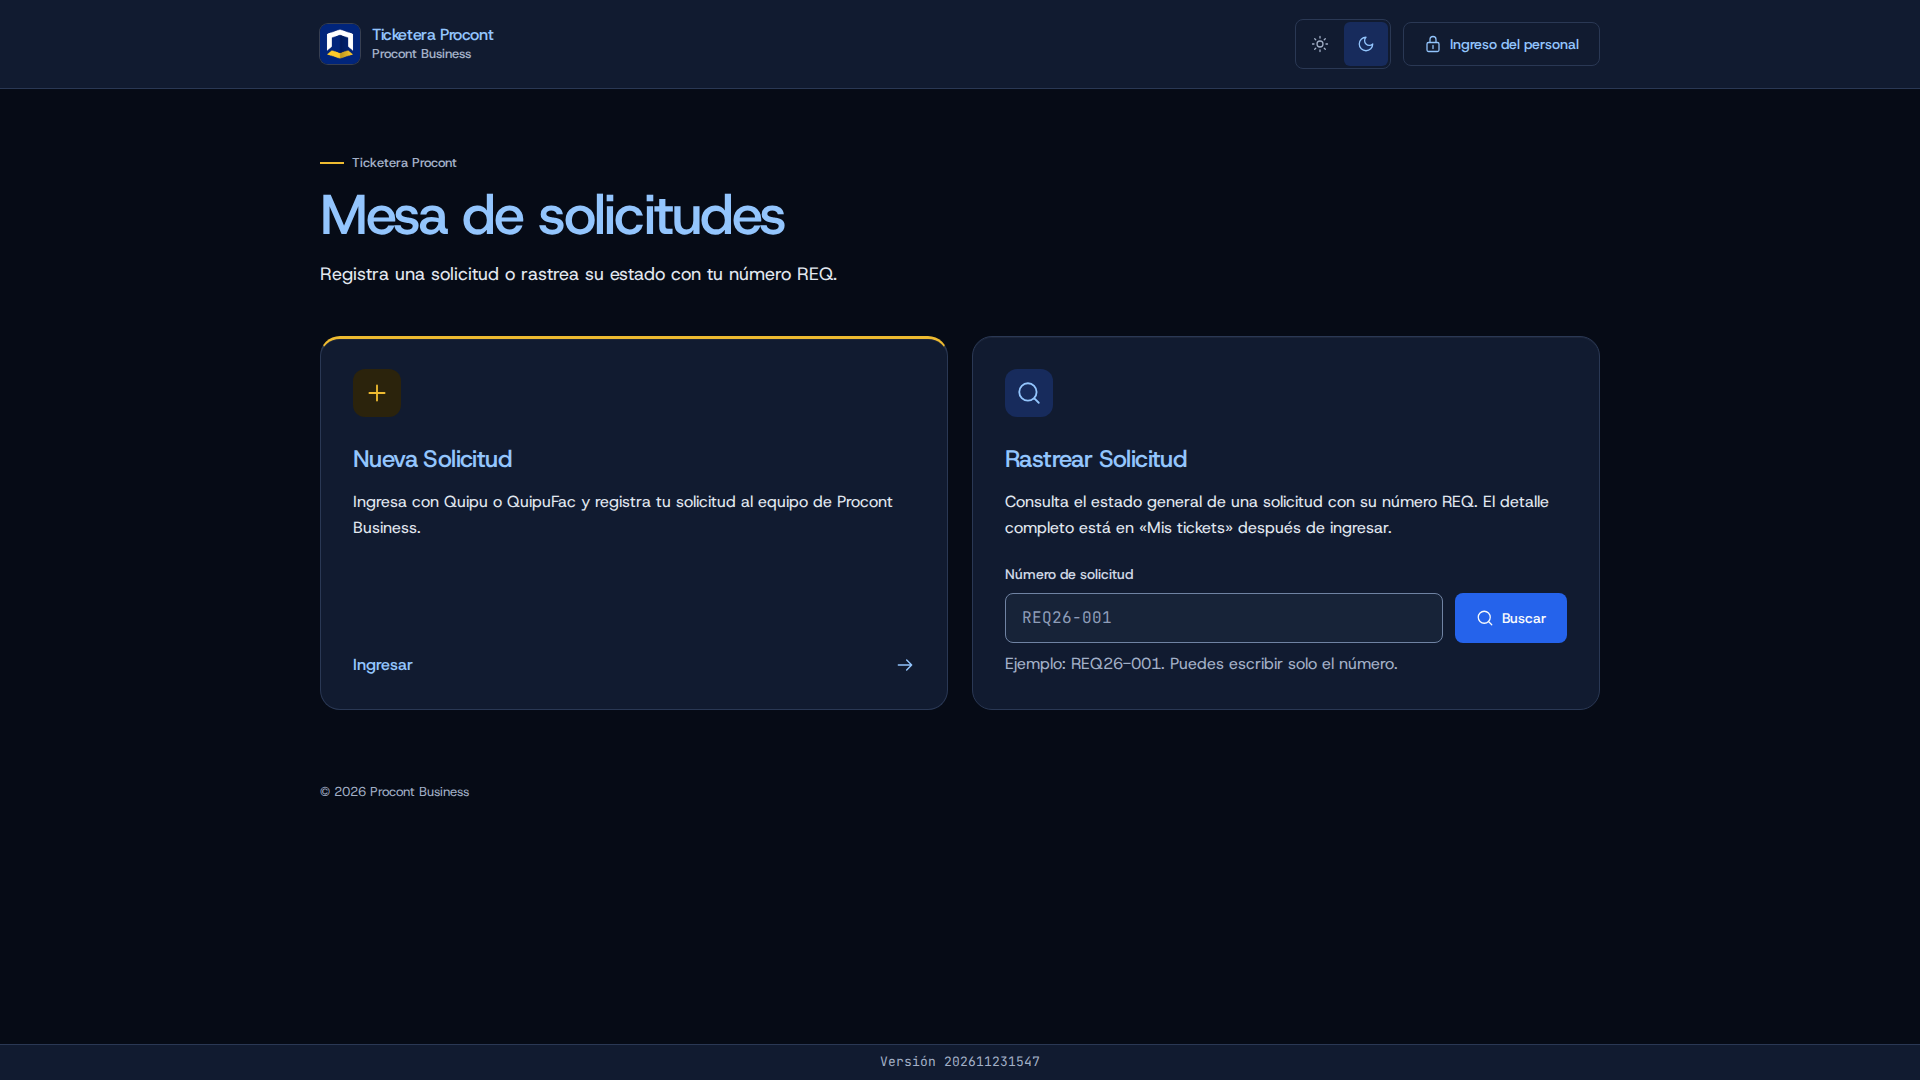 Ticketera Procont
Procont Business
Ingreso del personal
Ticketera Procont
Mesa de solicitudes
Registra una solicitud o rastrea su estado con tu número REQ.
Nueva Solicitud
Ingresa con Quipu o QuipuFac y registra tu solicitud al equipo de Procont
Business.
Ingresar
Rastrear Solicitud
Consulta el estado general de una solicitud con su número REQ. El detalle
completo está en «Mis tickets» después de ingresar.
Número de solicitud
REQ26-001
Buscar
Ejemplo: REQ26-001. Puedes escribir solo el número.
© 2026 Procont Business
Versión 202611231547